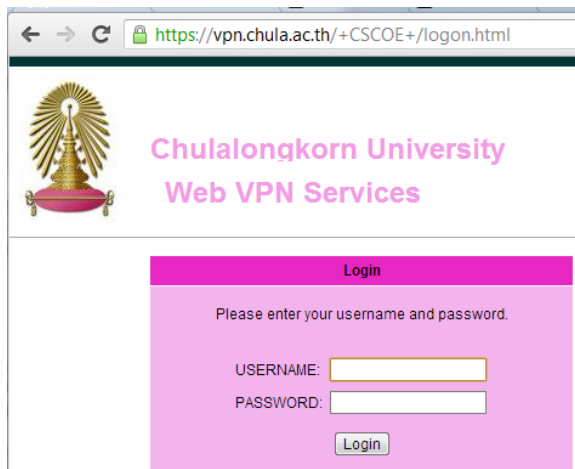 https://vpn.chula.ac.th/+CSCOE+/logon.html
Chulalongkorn University
Web VPN Services
Login
Please enter your username and password.
USERNAME:
PASSWORD:
Login